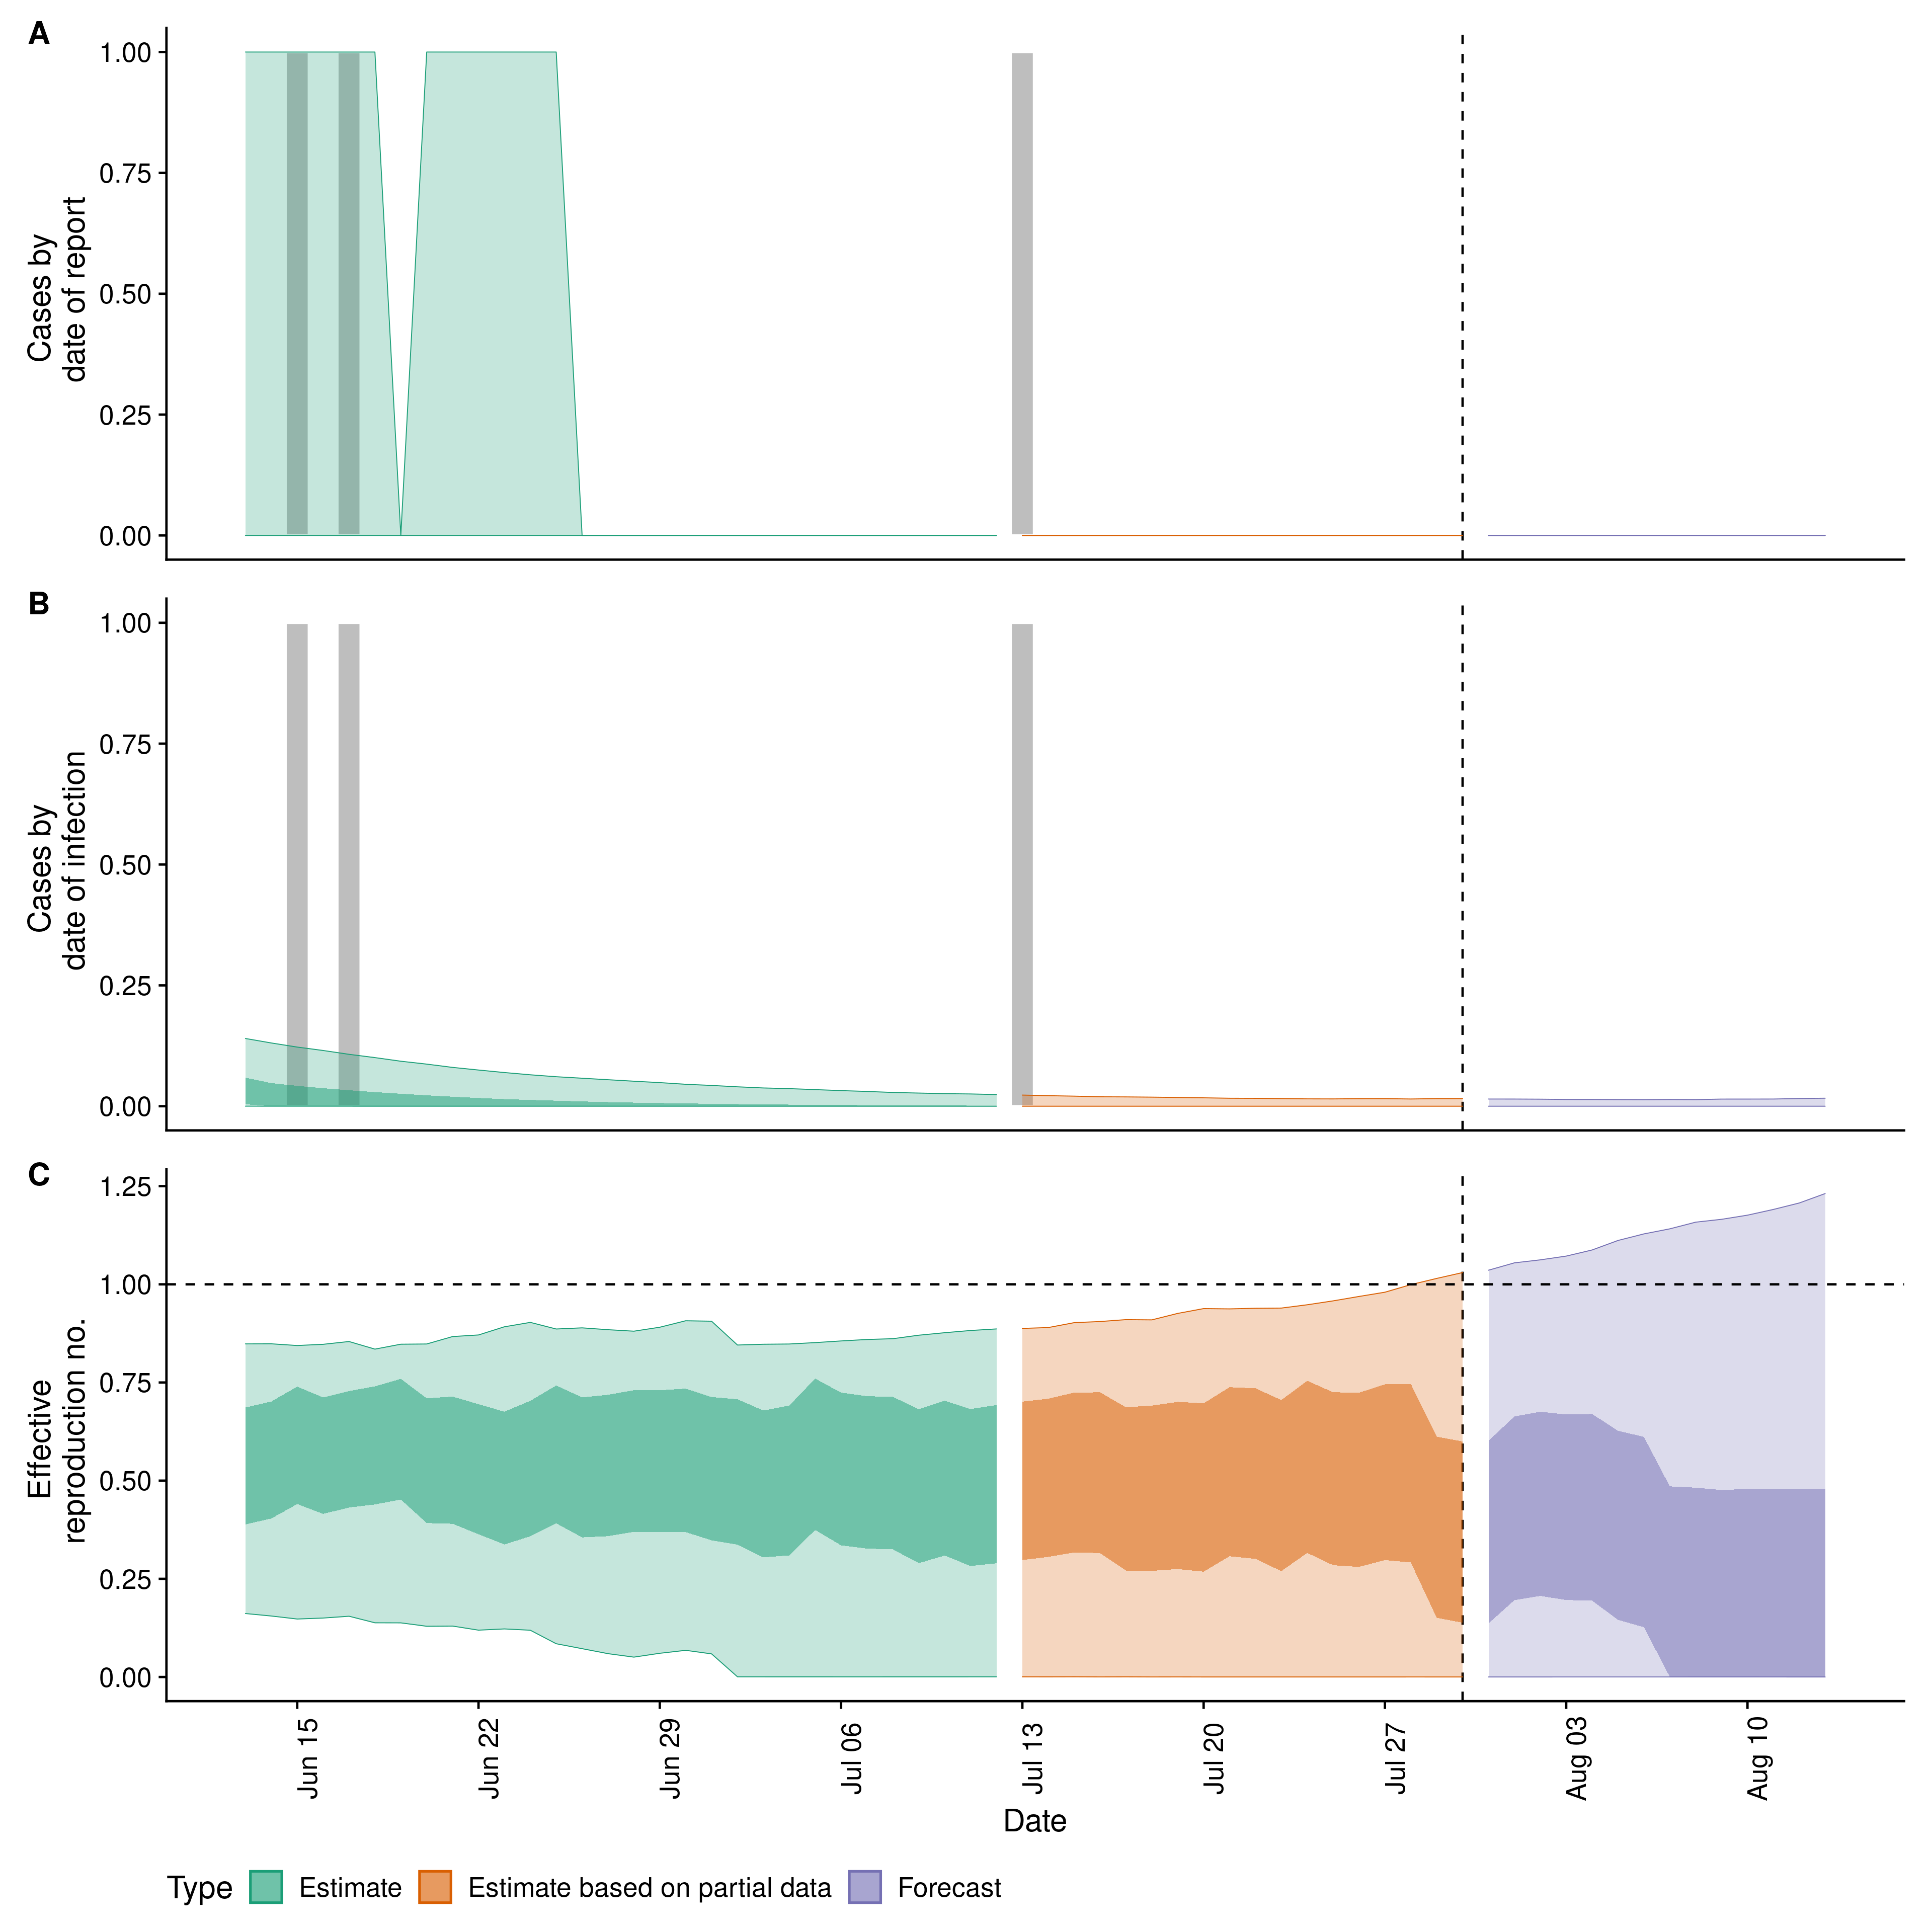 A
1.00
0.75
0.50
0.25
0.00
Cases by
date of report
B
1.00
0.75
0.50
0.25
0.00
Cases by
date of infection
C
1.25
1.00
0.75
0.50
0.25
0.00
Effective
reproduction no.
Jun 15
Jun 22
Jun 29
Jul 06
Jul 13
Jul 20
Jul 27
Aug 03
Aug 10
Date
Type Estimate Estimate based on partial data Forecast